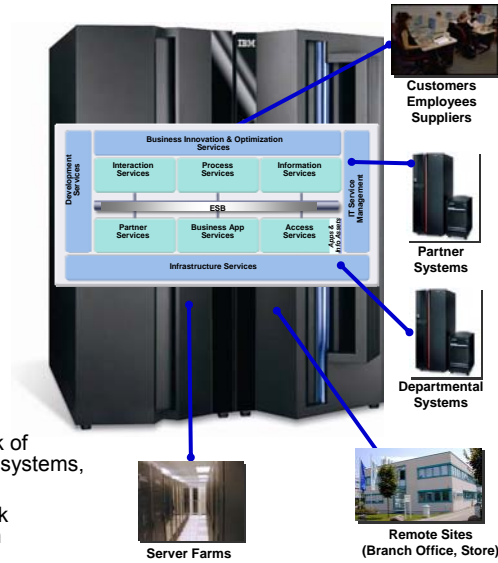 IBM
Customers
Employees
Suppliers
Business Innovation & Optimization
Services
Development
Services
Interaction
Services
Process
Services
Information
Services
IT Service
Management
ESB
Partner
Services
Business App
Services
Access
Services
Apps &
Info Assets
Infrastructure Services
Partner
Systems
Departmental
Systems
of
systems,
Server Farms
Remote Sites
(Branch Office, Store)